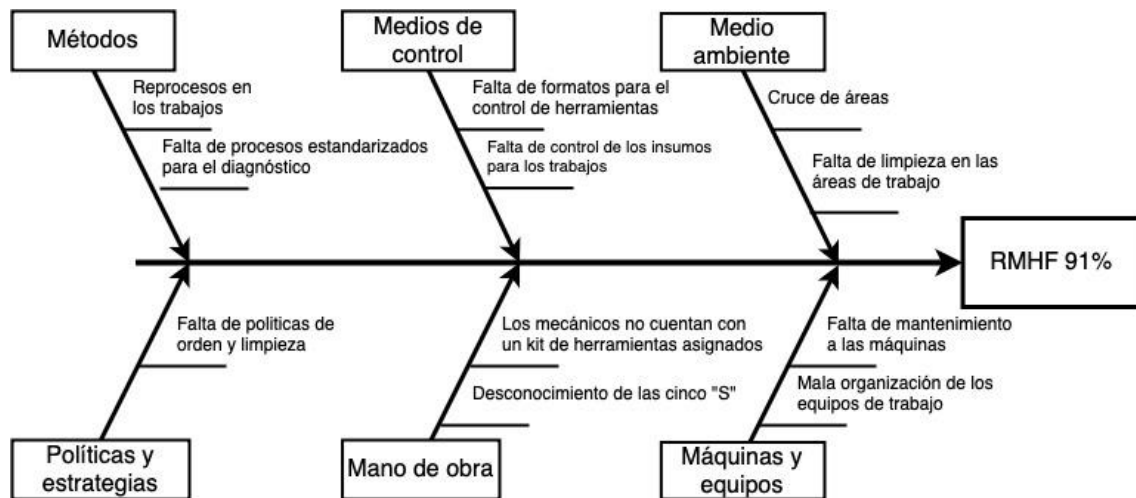 Métodos
Medios de
control
Medio
ambiente
Reprocesos en
los trabajos
Falta de procesos estandarizados
para el diagnóstico
Falta de formatos para el
control de herramientas
Falta de control de los insumos
para los trabajos
Cruce de áreas
Falta de limpieza en las
áreas de trabajo
RMHF 91%
Falta de politicas de
orden y limpieza
Los mecánicos no cuentan con
un kit de herramientas asignados
Desconocimiento de las cinco "S"
Falta de mantenimiento
a las máquinas
Mala organización de los
equipos de trabajo
Políticas y
estrategias
Mano de obra
Máquinas y
equipos